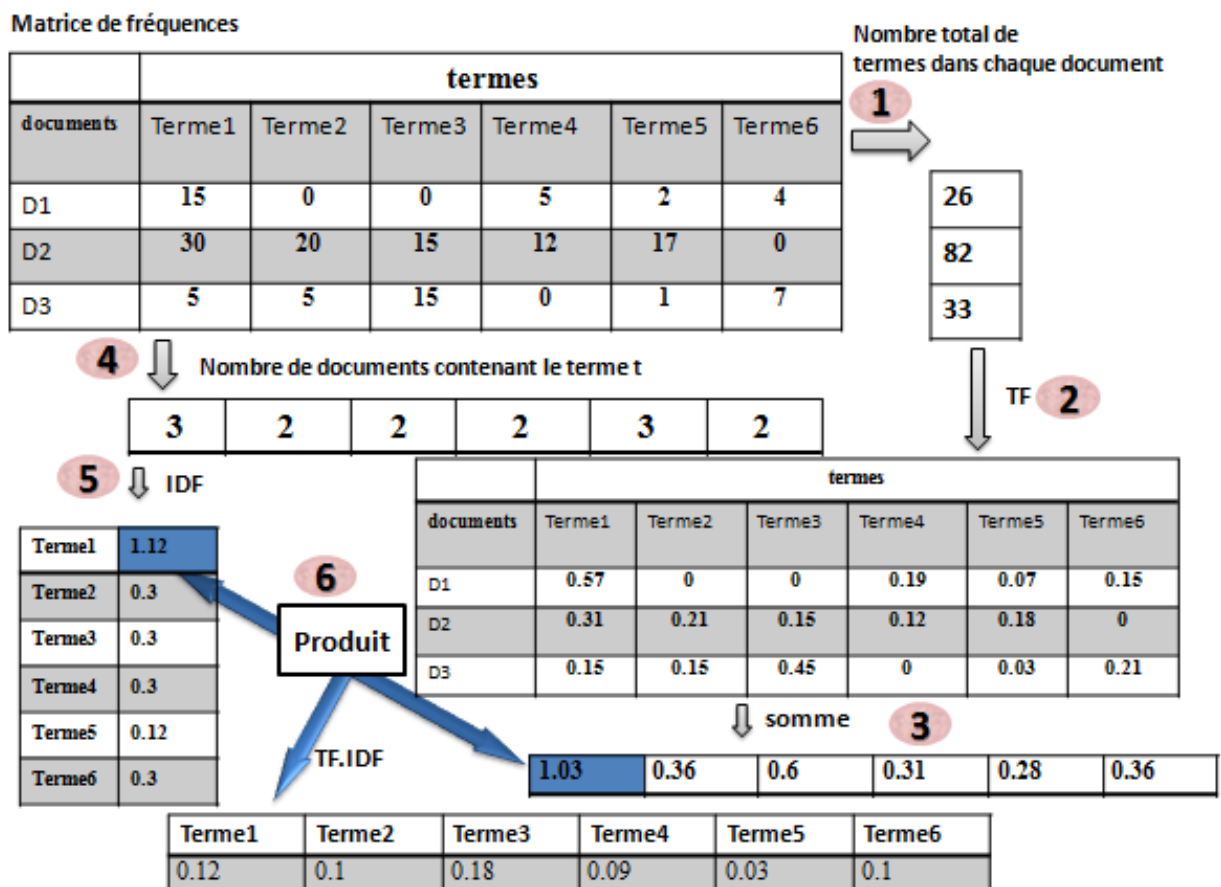 Matrice de fréquences
Nombre total de
termes dans chaque document
termes
documents Terme1 Terme2 Terme3 Terme4 Terme5 Terme6
D1 15 0 0 5 2 4
D2 30 20 15 12 17 0
D3 5 5 15 0 1 7
1
26
82
33
TF 2
4 Nombre de documents contenant le terme t
3 2 2 2 3 2
5 IDF
Terme1 1.12
Terme2 0.3
Terme3 0.3
Terme4 0.3
Terme5 0.12
Terme6 0.3
6
Produit
termes
documents Terme1 Terme2 Terme3 Terme4 Terme5 Terme6
D1 0.57 0 0 0.19 0.07 0.15
D2 0.31 0.21 0.15 0.12 0.18 0
D3 0.15 0.15 0.45 0 0.03 0.21
somme 3
1.03 0.36 0.6 0.31 0.28 0.36
TF.IDF
Terme1 Terme2 Terme3 Terme4 Terme5 Terme6
0.12 0.1 0.18 0.09 0.03 0.1